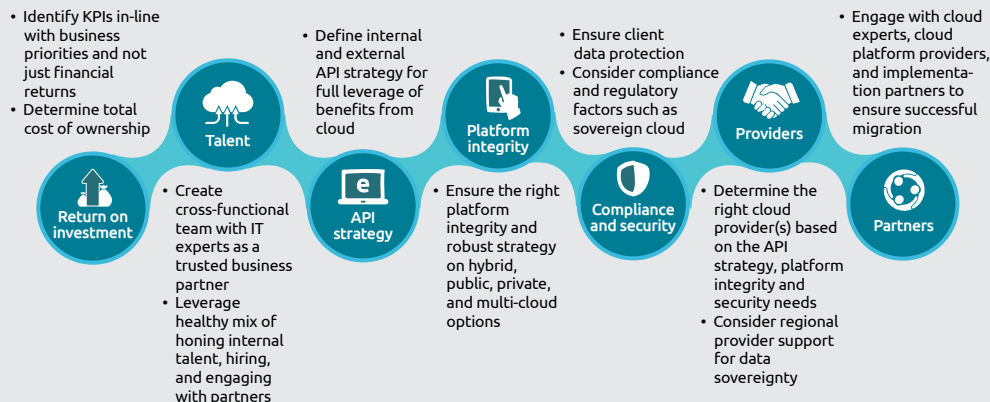 • Identify KPIs in-line
with business
priorities and not
just financial
returns
• Determine total
cost of ownership
Return on
investment
Talent
• Create
cross-functional
team with IT
experts as a
trusted business
partner
• Leverage
healthy mix of
honing internal
talent, hiring,
and engaging
with partners
• Define internal
and external
API strategy for
full leverage of
benefits from
cloud
e
API
strategy
Platform
integrity
• Ensure the right
platform
integrity and
robust strategy
on hybrid,
public, private,
and multi-cloud
options
• Ensure client
data protection
• Consider compliance
and regulatory
factors such as
sovereign cloud
Compliance
and security
Providers
• Determine the
right cloud
provider(s) based
on the API
strategy, platform
integrity and
security needs
• Consider regional
provider support
for data
sovereignty
• Engage with cloud
experts, cloud
platform providers,
and implementa-
tion partners to
ensure successful
migration
Partners